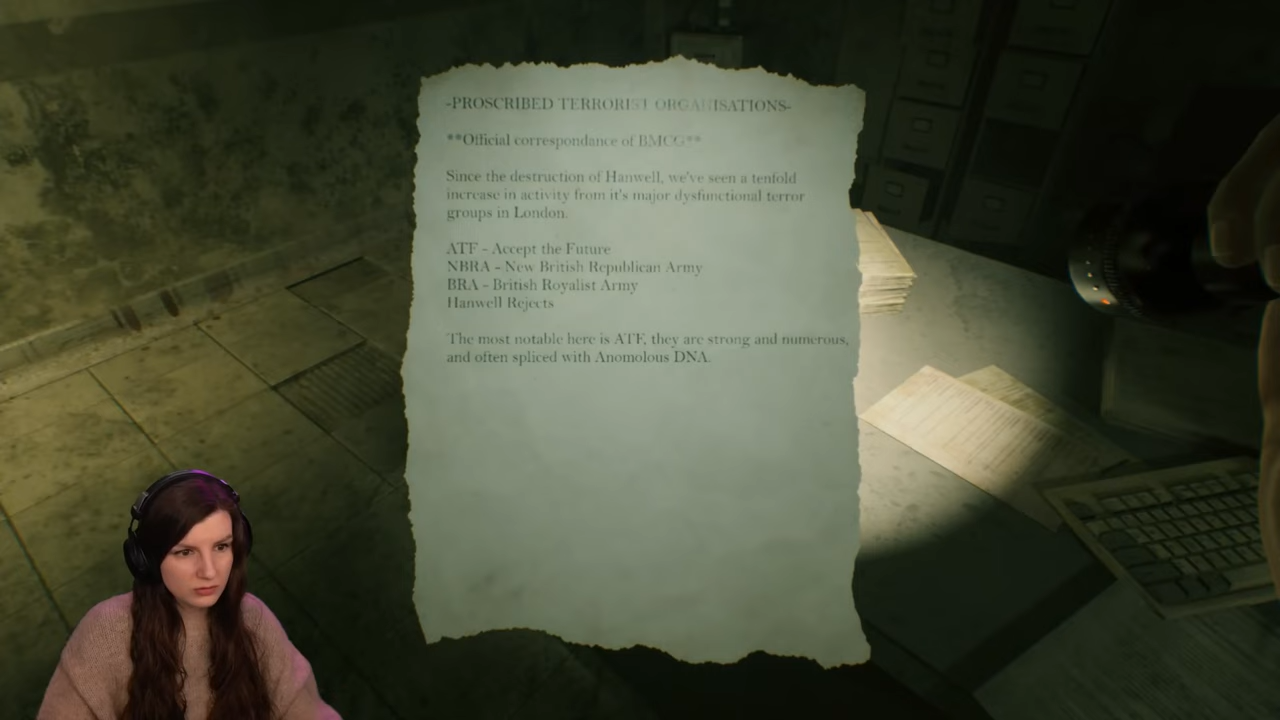 -PROSCRIBED TERRORIST ORGANISATIONS-
**Official correspondance of BMCG**
Since the destruction of Hanwell, we've seen a tenfold
increase in activity from it's major dysfunctional terror
groups in London.
ATF - Accept the Future
NBRA - New British Republican Army
BRA - British Royalist Army
Hanwell Rejects
The most notable here is ATF, they are strong and numerous,
and often spliced with Anomolous DNA.